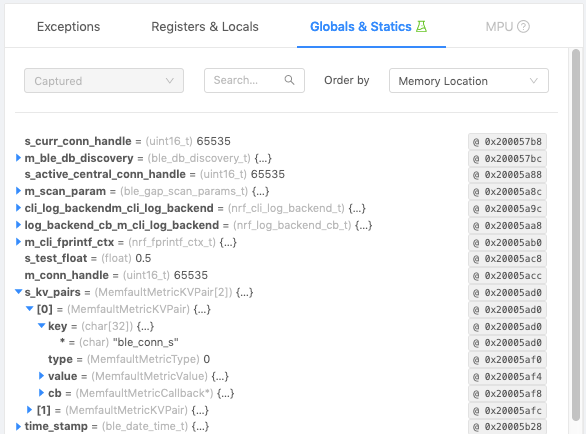 Exceptions Registers & Locals Globals & Statics MPU
Captured Search... Order by Memory Location
s_curr_conn_handle = (uint16_t) 65535 @ 0x200057b8
m_ble_db_discovery = (ble_db_discovery_t) {...} @ 0x200057bc
s_active_central_conn_handle = (uint16_t) 65535 @ 0x20005a88
m_scan_param = (ble_gap_scan_params_t) {...} @ 0x20005a8c
cli_log_backendm_cli_log_backend = (nrf_cli_log_backend_t) {...} @ 0x20005a9c
log_backend_cb_m_cli_log_backend = (nrf_log_backend_cb_t) {...} @ 0x20005aa8
m_cli_fprintf_ctx = (nrf_fprintf_ctx_t) {...} @ 0x20005ab0
s_test_float = (float) 0.5 @ 0x20005ac8
m_conn_handle = (uint16_t) 65535 @ 0x20005acc
s_kv_pairs = (MemfaultMetricKVPair[2]) {...} @ 0x20005ad0
[0] = (MemfaultMetricKVPair) {...} @ 0x20005ad0
key = (char[32]) {...} @ 0x20005ad0
* = (char) "ble_conn_s" @ 0x20005ad0
type = (MemfaultMetricType) 0 @ 0x20005af0
value = (MemfaultMetricValue) {...} @ 0x20005af4
cb = (MemfaultMetricCallback*) {...} @ 0x20005af8
[1] = (MemfaultMetricKVPair) {...} @ 0x20005afc
time_stamp = (ble_date_time_t) {...} @ 0x20005b28